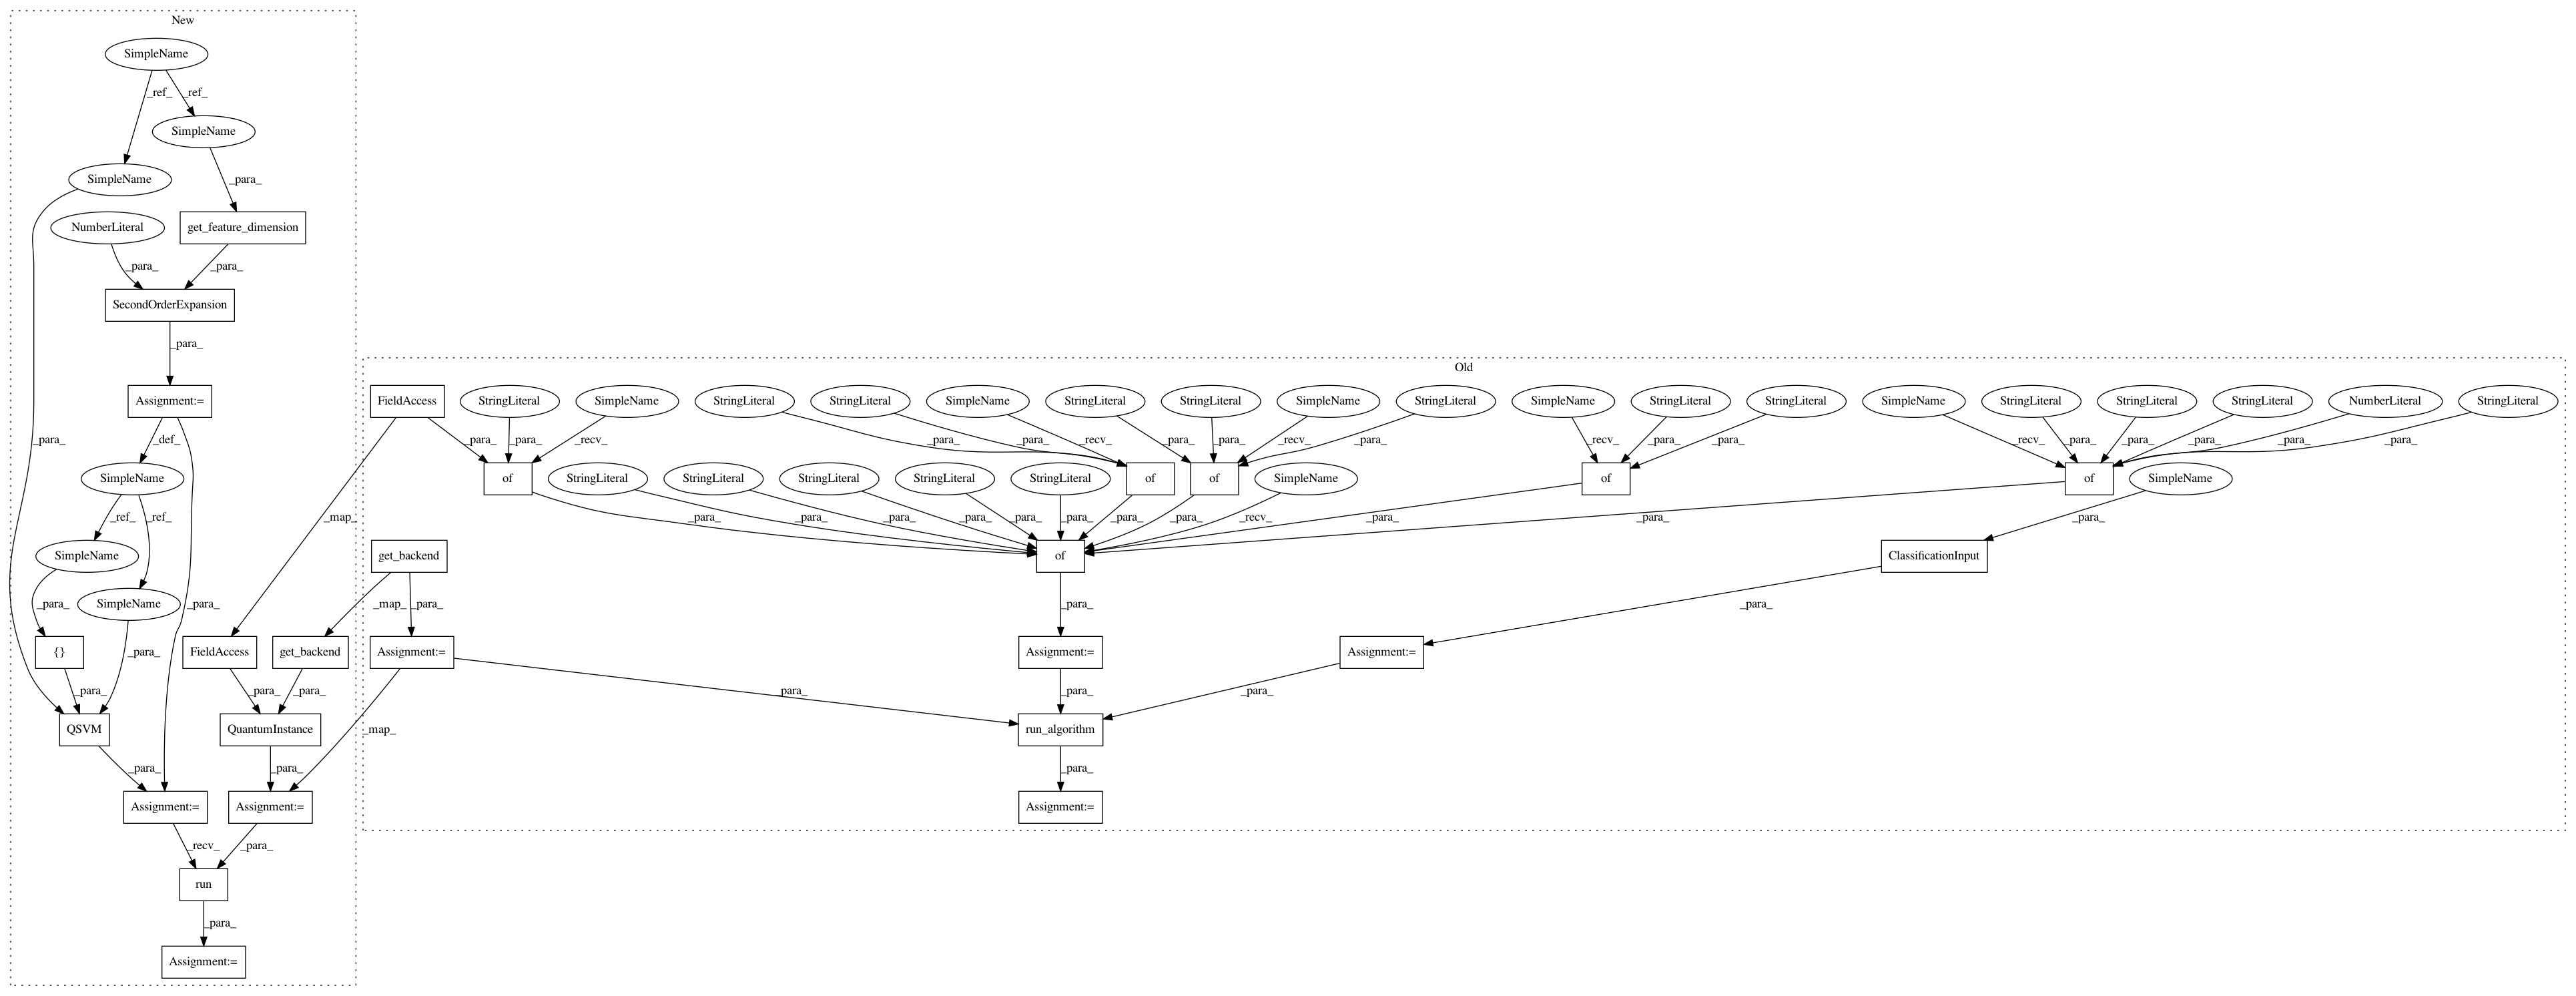 New
SimpleName
_ref_ _ref_
SimpleName
SimpleName
_para_
NumberLiteral
get_feature_dimension
_para_ _para_
SecondOrderExpansion
_para_
Old
Assignment:=
FieldAccess StringLiteral SimpleName StringLiteral StringLiteral SimpleName StringLiteral StringLiteral SimpleName StringLiteral SimpleName StringLiteral StringLiteral SimpleName StringLiteral StringLiteral StringLiteral NumberLiteral StringLiteral
_para_ _def_ _para_ _para_ _recv_ _para_ _para_ _recv_ _para_ _para_ _recv_ _para_ _recv_ _para_ _para_ _recv_ _para_ _para_ _para_ _para_ _para_
SimpleName of StringLiteral StringLiteral StringLiteral StringLiteral StringLiteral of of SimpleName of of SimpleName
_ref_ _ref_ _map_ _para_ _para_ _para_ _para_ _para_ _para_ _para_ _para_ _recv_ _para_ _para_ _para_
SimpleName get_backend of ClassificationInput
_para_ SimpleName _para_ _map_ _para_ _para_ _para_
{} FieldAccess get_backend Assignment:= Assignment:= Assignment:=
_para_ _para_ _para_ _para_ _para_ _para_ _para_
QSVM QuantumInstance _map_ run_algorithm
_para_ _para_ _para_
Assignment:= Assignment:= Assignment:=
_recv_ _para_
run
_para_
Assignment:=